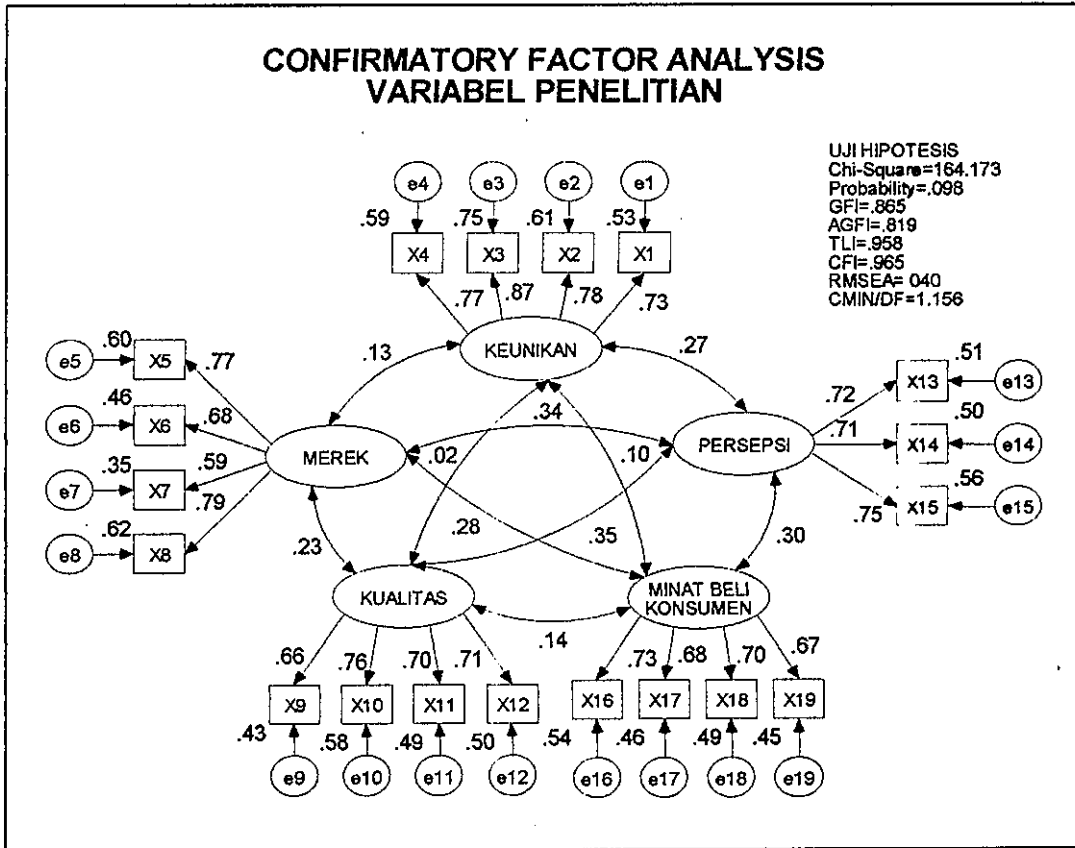 CONFIRMATORY FACTOR ANALYSIS
VARIABEL PENELITIAN
UJI HIPOTESIS
Chi-Square=164.173
Probability=.098
GFI=.865
AGFI=.819
TLI=.958
CFI=.965
RMSEA= 040
CMIN/DF=1.156
e4 e3 e2 e1
.59 .75 .61 .53
X4 X3 X2 X1
.77 .87 .78 .73
KEUNIKAN
.13 .27
e5 .60 X5 .77
e6 .46 X6 .68
e7 .35 X7 .59
e8 .62 X8 .79
MEREK
.34
.02 .10
PERSEPSI
.72 X13 .51 e13
.71 X14 .50 e14
.75 X15 .56 e15
.23 .28 .35 .30
KUALITAS
MINAT BELI
KONSUMEN
.14
.66 .76 .70 .71
.73 .68 .70 .67
X9 X10 X11 X12
X16 X17 X18 X19
.43 .58 .49 .50
.54 .46 .49 .45
e9 e10 e11 e12
e16 e17 e18 e19